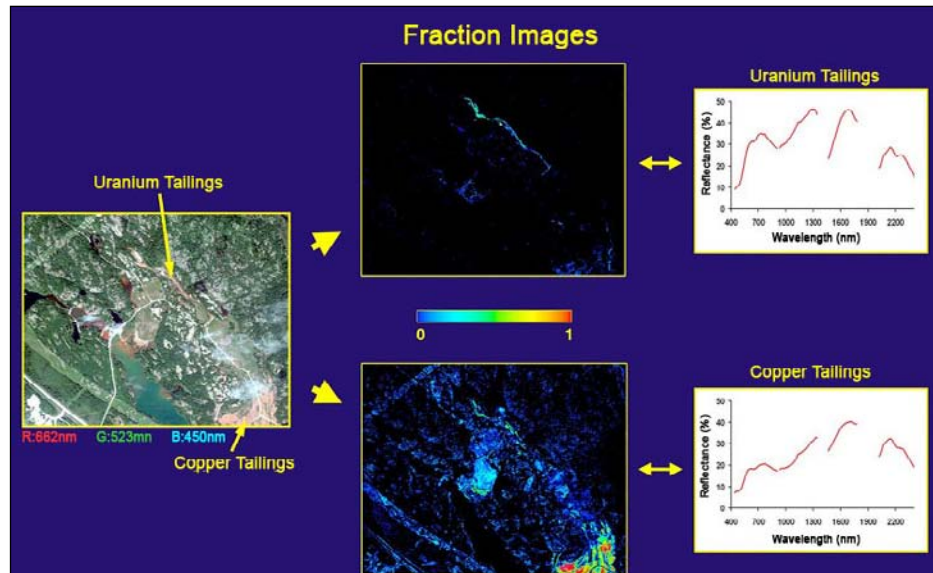 Fraction Images
Uranium Tailings
Uranium Tailings
Reflectance (%)
50
40
30
20
10
0
400 700 1000 1300 1600 1900 2200
Wavelength (nm)
0 1
R:662nm G:523mn B:450nm
Copper Tailings
Copper Tailings
Reflectance (%)
50
40
30
20
10
0
400 700 1000 1300 1600 1900 2200
Wavelength (nm)